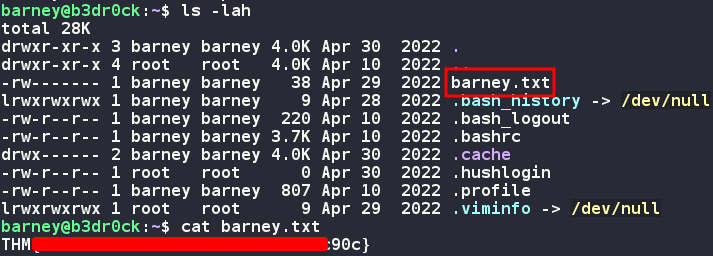 barney@b3dr0ck:~$ ls -lah
total 28K
drwxr-xr-x 3 barney barney 4.0K Apr 30  2022 .
drwxr-xr-x 4 root   root   4.0K Apr 10  2022 ..
-rw------- 1 barney barney   38 Apr 29  2022 barney.txt
lrwxrwxrwx 1 barney barney    9 Apr 28  2022 .bash_history -> /dev/null
-rw-r--r-- 1 barney barney  220 Apr 10  2022 .bash_logout
-rw-r--r-- 1 barney barney 3.7K Apr 10  2022 .bashrc
drwx------ 2 barney barney 4.0K Apr 30  2022 .cache
-rw-r--r-- 1 root   root      0 Apr 30  2022 .hushlogin
-rw-r--r-- 1 barney barney  807 Apr 10  2022 .profile
lrwxrwxrwx 1 root   root      9 Apr 29  2022 .viminfo -> /dev/null
barney@b3dr0ck:~$ cat barney.txt
THM{ :90c}